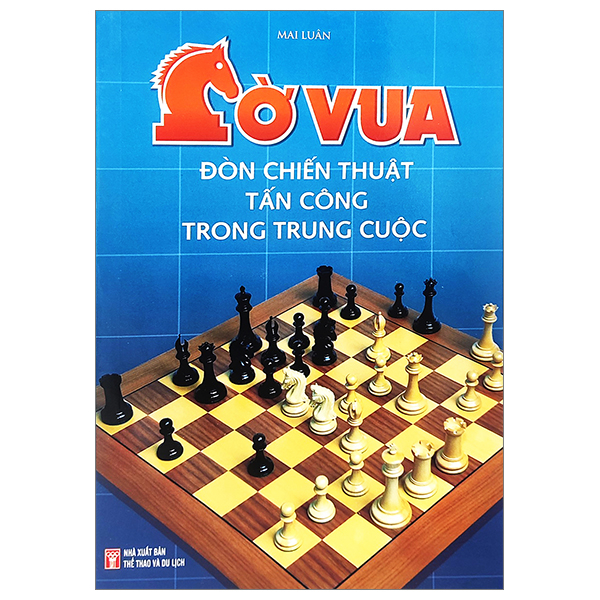 MAI LUÂN
CỜ VUA
ĐÒN CHIẾN THUẬT
TẤN CÔNG
TRONG TRUNG CUỘC
NHÀ XUẤT BẢN
THỂ THAO VÀ DU LỊCH